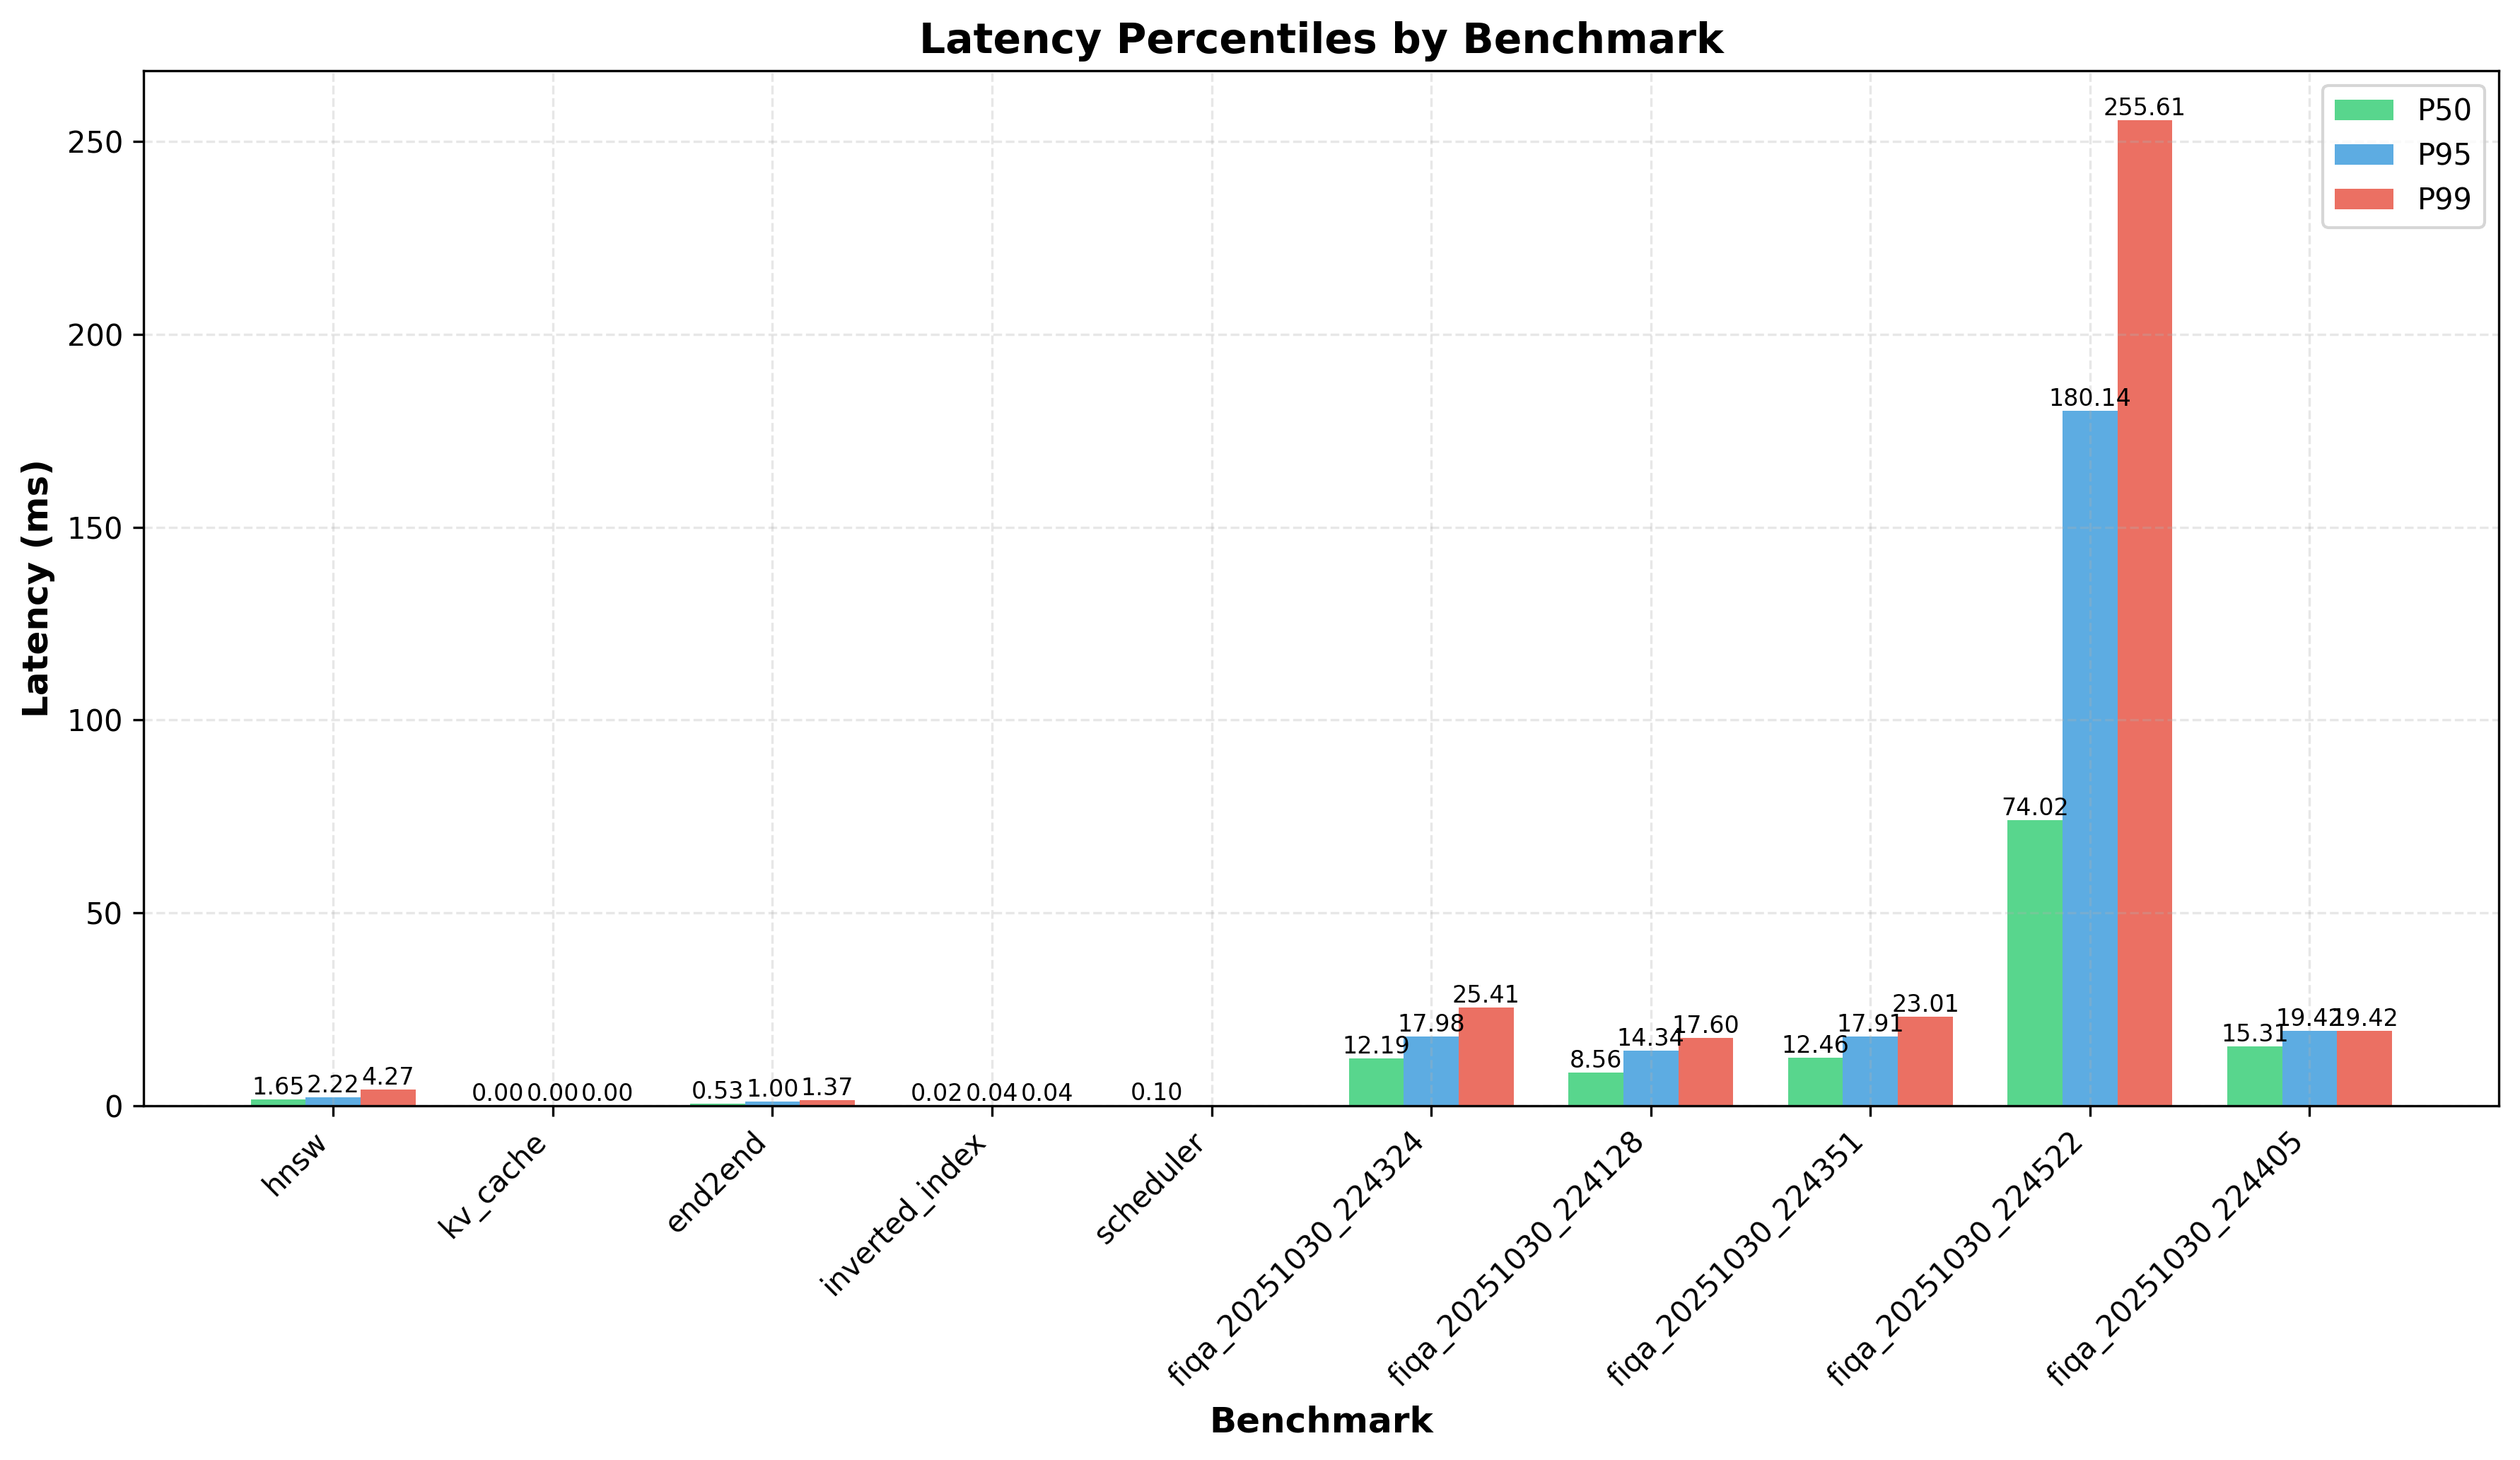 Latency Percentiles by Benchmark
P50
P95
P99
Latency (ms)
250
200
150
100
50
0
1.65 2.22 4.27
0.00 0.00 0.00
0.53 1.00 1.37
0.02 0.04 0.04
0.10
12.19 17.98 25.41
8.56 14.34 17.60
12.46 17.91 23.01
74.02 180.14 255.61
15.31 19.42 19.42
hnsw
kv_cache
end2end
inverted_index
scheduler
fiqa_20251030_224324
fiqa_20251030_224128
fiqa_20251030_224351
fiqa_20251030_224522
fiqa_20251030_224405
Benchmark